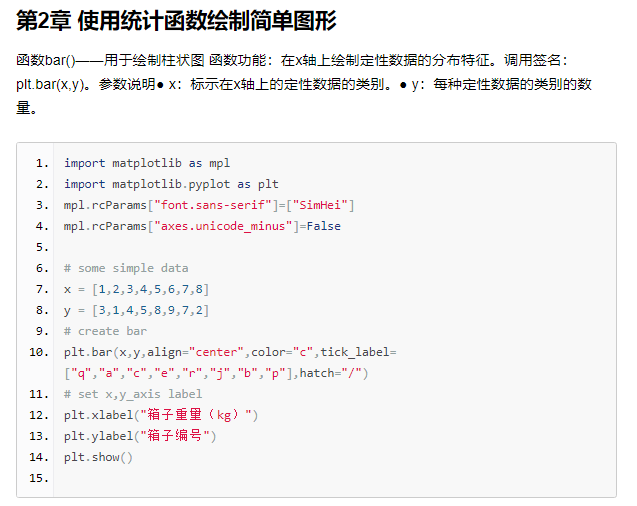 第2章 使用统计函数绘制简单图形
函数bar()——用于绘制柱状图 函数功能：在x轴上绘制定性数据的分布特征。调用签名：
plt.bar(x,y)。参数说明● x：标示在x轴上的定性数据的类别。● y：每种定性数据的类别的数
量。
1. import matplotlib as mpl
2. import matplotlib.pyplot as plt
3. mpl.rcParams["font.sans-serif"]=["SimHei"]
4. mpl.rcParams["axes.unicode_minus"]=False
5.
6. # some simple data
7. x = [1,2,3,4,5,6,7,8]
8. y = [3,1,4,5,8,9,7,2]
9. # create bar
10. plt.bar(x,y,align="center",color="c",tick_label=
["q","a","c","e","r","j","b","p"],hatch="/")
11. # set x,y_axis label
12. plt.xlabel("箱子重量（kg）")
13. plt.ylabel("箱子编号")
14. plt.show()
15.